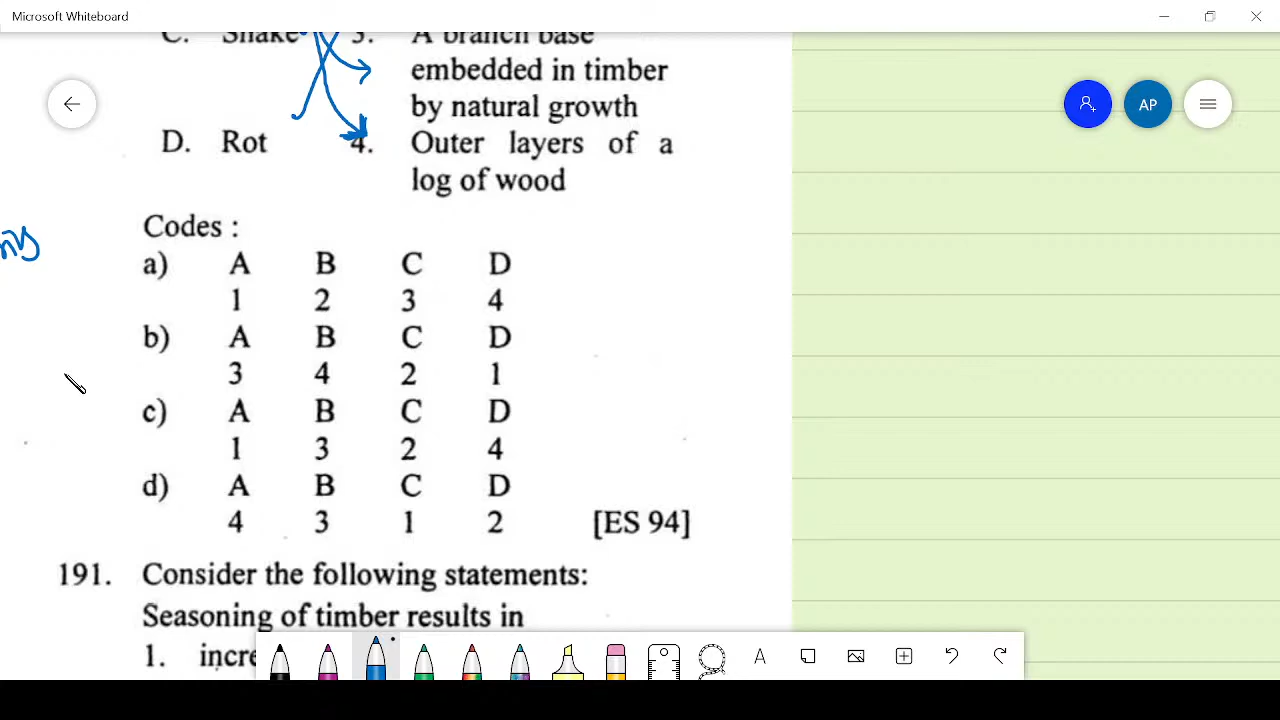 Microsoft Whiteboard
C. Shake 3. A branch base
embedded in timber
by natural growth
AP
D. Rot 4. Outer layers of a
log of wood
Codes :
a) A B C D
1 2 3 4
b) A B C D
3 4 2 1
c) A B C D
1 3 2 4
d) A B C D
4 3 1 2 [ES 94]
191. Consider the following statements:
Seasoning of timber results in
1.
A